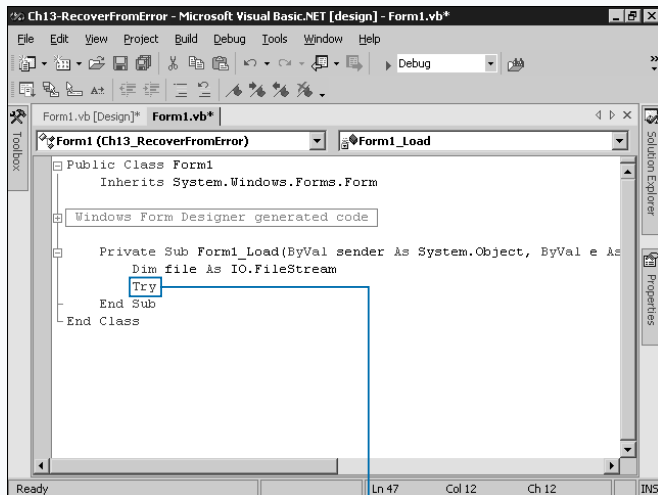 Ch13-RecoverFromError - Microsoft Visual Basic.NET [design] - Form1.vb*
File Edit View Project Build Debug Tools Window Help
Debug
Form1.vb [Design]* Form1.vb*
Form1 (Ch13_RecoverFromError) Form1_Load
Toolbox
Solution Explorer
Properties
Public Class Form1
Inherits System.Windows.Forms.Form
Windows Form Designer generated code
Private Sub Form1_Load(ByVal sender As System.Object, ByVal e As
Dim file As IO.FileStream
Try
End Sub
End Class
Ready Ln 47 Col 12 Ch 12 INS